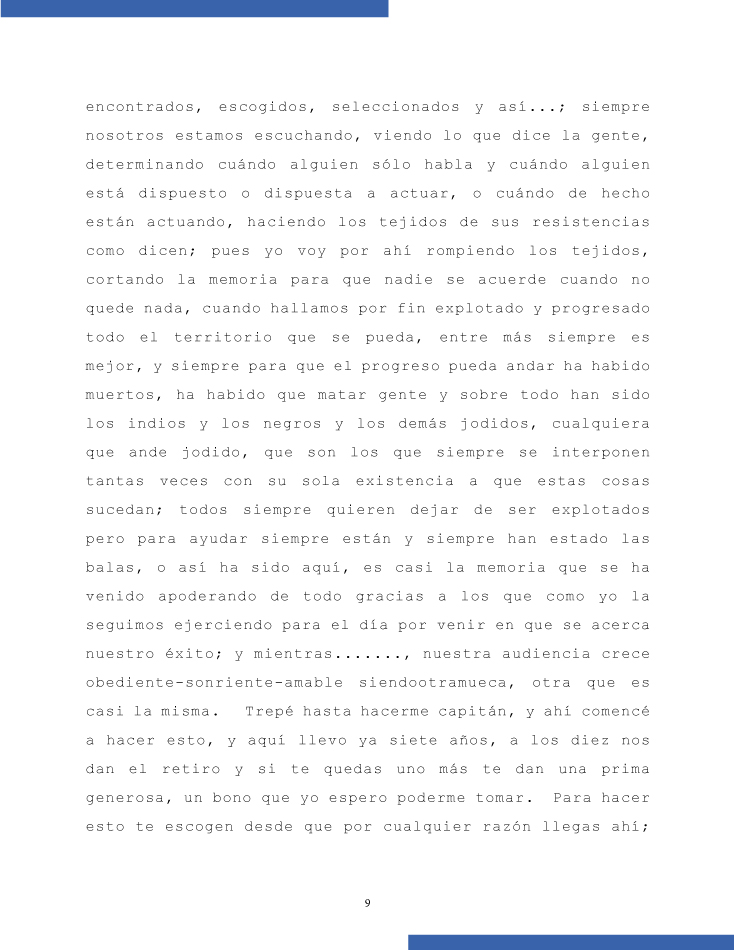 encontrados, escogidos, seleccionados y así...; siempre
nosotros estamos escuchando, viendo lo que dice la gente,
determinando cuándo alguien sólo habla y cuándo alguien
está dispuesto o dispuesta a actuar, o cuándo de hecho
están actuando, haciendo los tejidos de sus resistencias
como dicen; pues yo voy por ahí rompiendo los tejidos,
cortando la memoria para que nadie se acuerde cuando no
quede nada, cuando hallamos por fin explotado y progresado
todo el territorio que se pueda, entre más siempre es
mejor, y siempre para que el progreso pueda andar ha habido
muertos, ha habido que matar gente y sobre todo han sido
los indios y los negros y los demás jodidos, cualquiera
que ande jodido, que son los que siempre se interponen
tantas veces con su sola existencia a que estas cosas
sucedan; todos siempre quieren dejar de ser explotados
pero para ayudar siempre están y siempre han estado las
balas, o así ha sido aquí, es casi la memoria que se ha
venido apoderando de todo gracias a los que como yo la
seguimos ejerciendo para el día por venir en que se acerca
nuestro éxito; y mientras......., nuestra audiencia crece
obediente-sonriente-amable siendootramueca, otra que es
casi la misma.  Trepé hasta hacerme capitán, y ahí comencé
a hacer esto, y aquí llevo ya siete años, a los diez nos
dan el retiro y si te quedas uno más te dan una prima
generosa, un bono que yo espero poderme tomar.  Para hacer
esto te escogen desde que por cualquier razón llegas ahí;
9